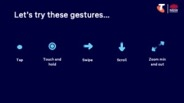 Let's try these gestures...
Tap
Touch and
hold
Swipe
Scroll
Zoom min
and out